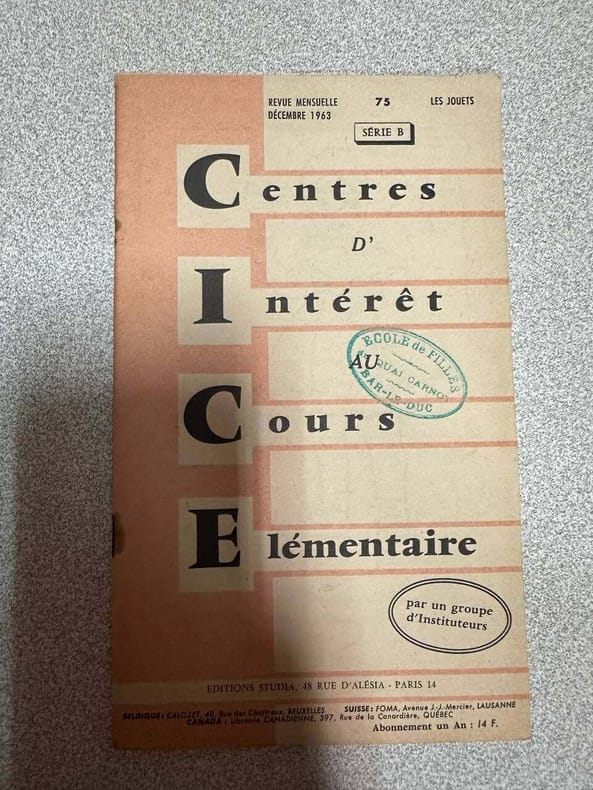 REVUE MENSUELLE 75 LES JOUETS
DÉCEMBRE 1963
SÉRIE B
Centres
D'
Intérêt
AU
ECOLE de FILLES
QUAI CARNOT
BAR-LE-DUC
Cours
Elémentaire
par un groupe
d'Instituteurs
EDITIONS STUDIA, 48 RUE D'ALÉSIA - PARIS 14
BELGIQUE : CALOZET, 40, Rue des Chartreux, BRUXELLES SUISSE : FOMA, Avenue J.-J.-Mercier, LAUSANNE
CANADA : Librairie CANADIENNE, 397, Rue de la Canardière, QUÉBEC
Abonnement un An : 14 F.